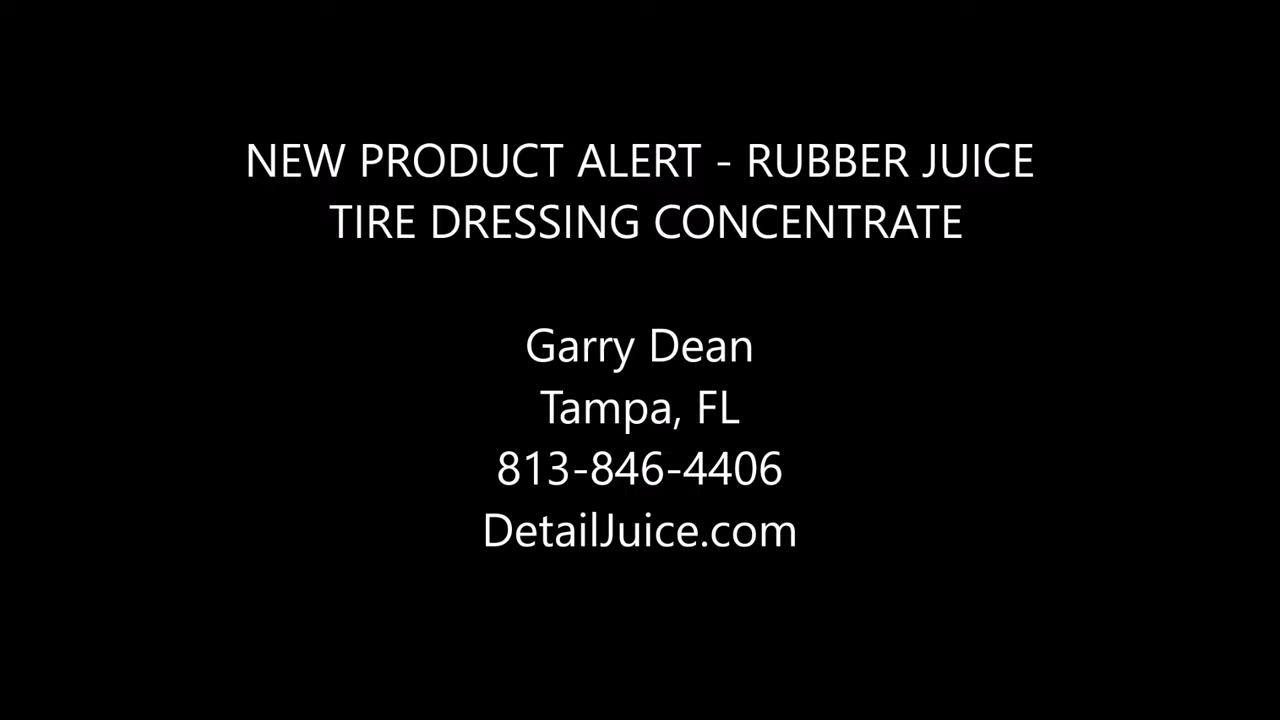 NEW PRODUCT ALERT - RUBBER JUICE
TIRE DRESSING CONCENTRATE
Garry Dean
Tampa, FL
813-846-4406
DetailJuice.com